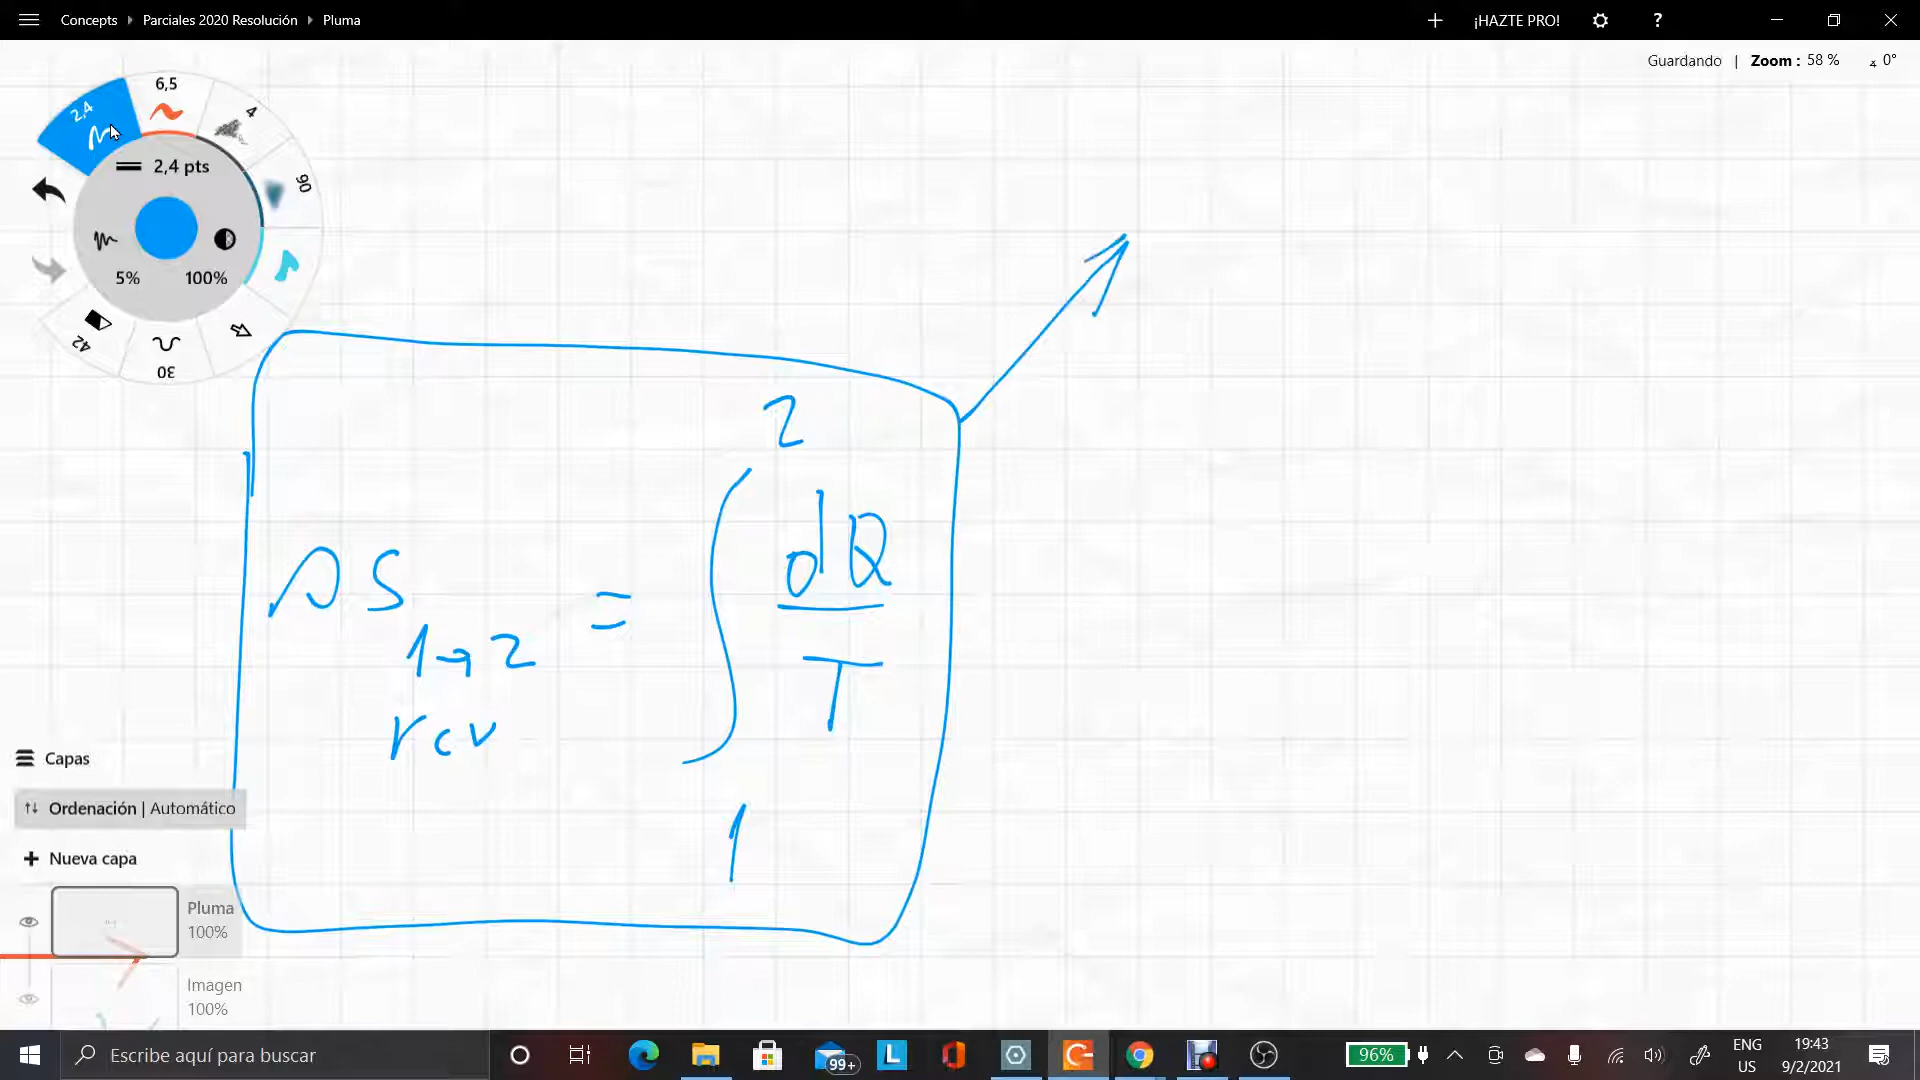 Concepts ▸ Parciales 2020 Resolución ▸ Pluma
¡HAZTE PRO!
?
Guardando | Zoom : 58 % 0°
2,4
6,5
4
90
2,4 pts
5%
100%
42
30
2
ΔS = ∫ dQ
T
1→2
rev
1
Capas
Ordenación | Automático
Nueva capa
Pluma
100%
Imagen
100%
Escribe aquí para buscar
99+
L
96%
ENG
US
19:43
9/2/2021